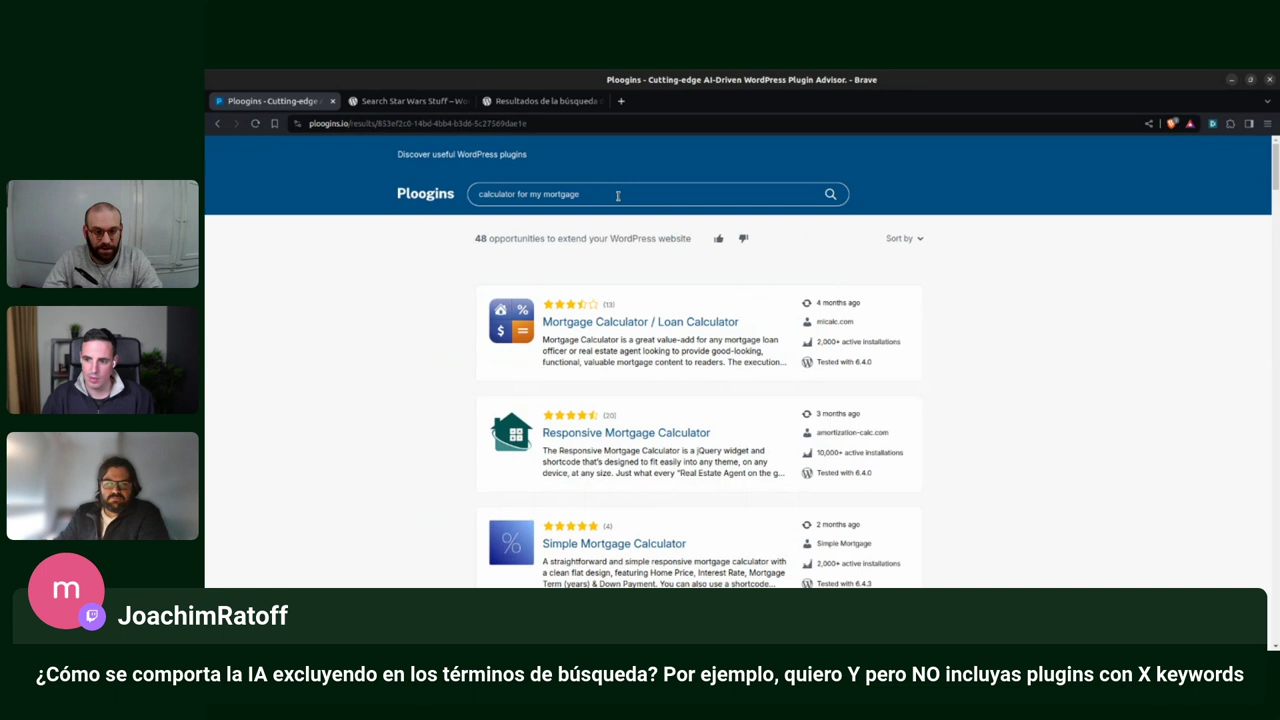 Ploogins - Cutting-edge AI-Driven WordPress Plugin Advisor. - Brave
Ploogins - Cutting-edge
Search Star Wars Stuff – Wo
Resultados de la búsqueda
ploogins.io/results/853ef2c0-14bd-4bb4-b3d6-5c27569dae1e
Discover useful WordPress plugins
Ploogins
calculator for my mortgage
48 opportunities to extend your WordPress website
Sort by
(13)
4 months ago
Mortgage Calculator / Loan Calculator
micalc.com
Mortgage Calculator is a great value-add for any mortgage loan
2,000+ active installations
officer or real estate agent looking to provide good-looking,
functional, valuable mortgage content to readers. The execution...
Tested with 6.4.0
(20)
3 months ago
Responsive Mortgage Calculator
amortization-calc.com
The Responsive Mortgage Calculator is a jQuery widget and
10,000+ active installations
shortcode that's designed to fit easily into any theme, on any
device, at any size. Just what every "Real Estate Agent on the g...
Tested with 6.4.0
(4)
2 months ago
Simple Mortgage Calculator
Simple Mortgage
A straightforward and simple responsive mortgage calculator with
2,000+ active installations
a clean flat design, featuring Home Price, Interest Rate, Mortgage
Term (years) & Down Payment. You can also use a shortcode...
Tested with 6.4.3
m
JoachimRatoff
¿Cómo se comporta la IA excluyendo en los términos de búsqueda? Por ejemplo, quiero Y pero NO incluyas plugins con X keywords